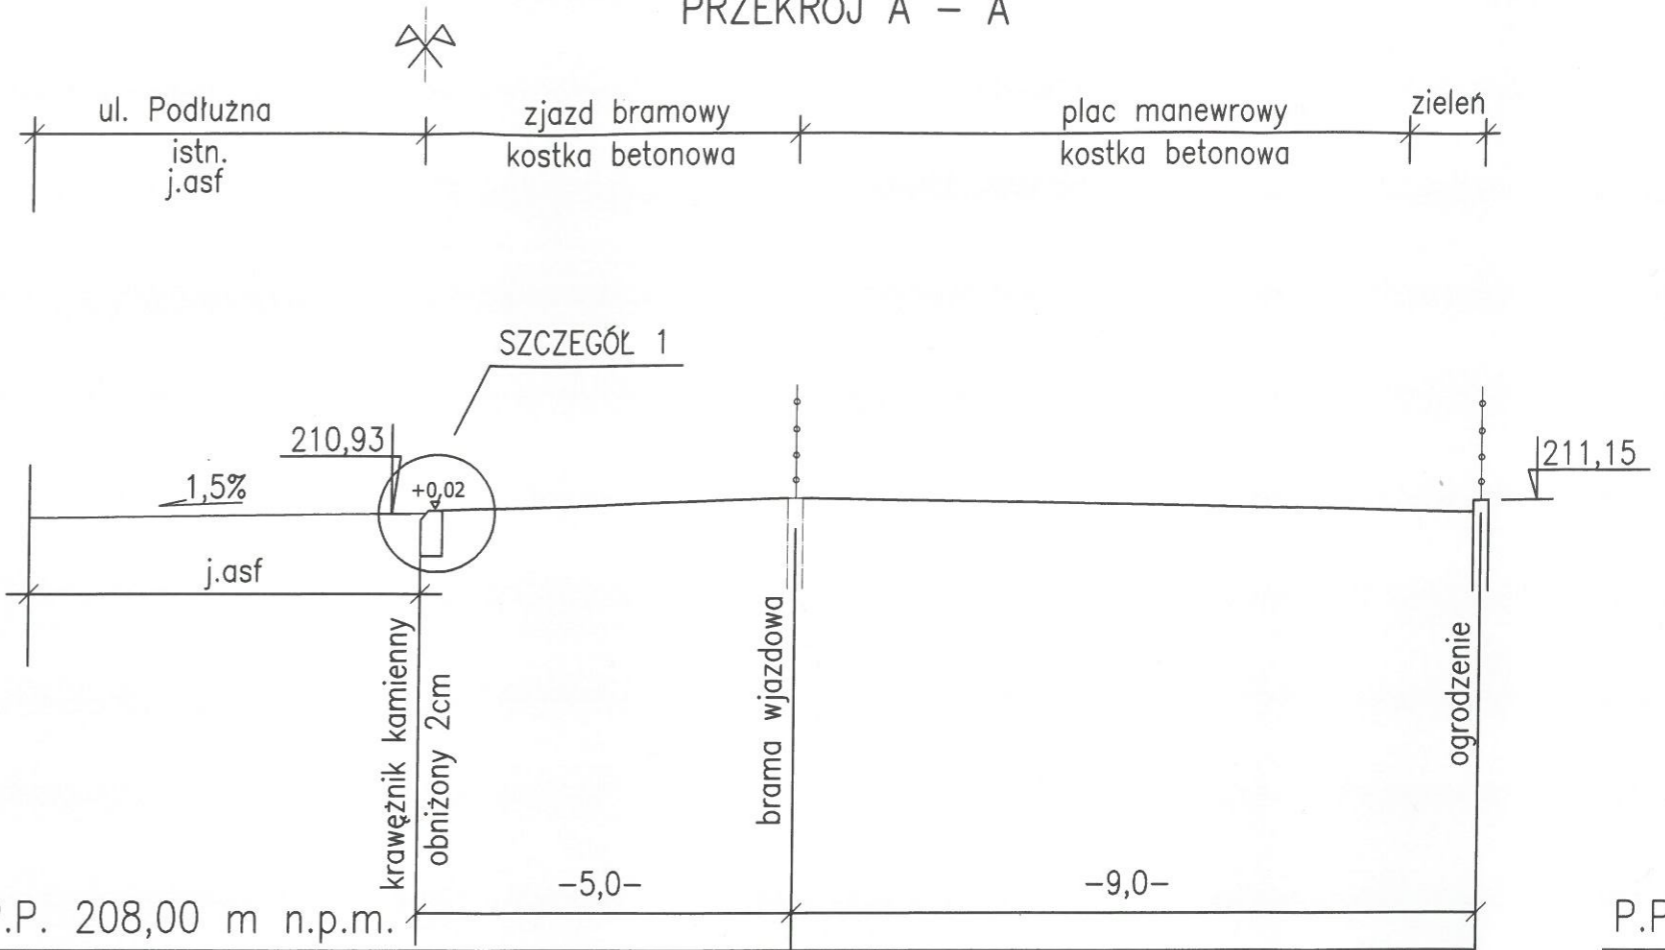 PRZEKRÓJ A – A
ul. Podłużna
zjazd bramowy
plac manewrowy
zieleń
istn.
j.asf
kostka betonowa
kostka betonowa
SZCZEGÓŁ 1
210,93
211,15
1,5%
+0,02
j.asf
krawężnik kamienny
obniżony 2cm
brama wjazdowa
ogrodzenie
-5,0-
-9,0-
P.P. 208,00 m n.p.m.
P.P